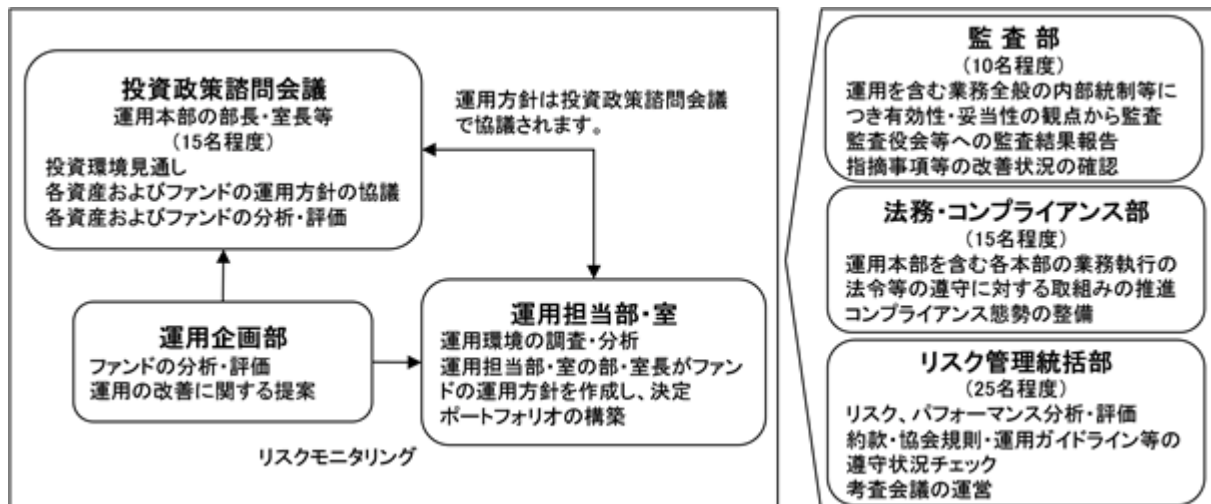 投資政策諮問会議
運用本部の部長・室長等
(15名程度)
投資環境見通し
各資産およびファンドの運用方針の協議
各資産およびファンドの分析・評価
運用方針は投資政策諮問会議
で協議されます。
運用企画部
ファンドの分析・評価
運用の改善に関する提案
運用担当部・室
運用環境の調査・分析
運用担当部・室の部・室長がファン
ドの運用方針を作成し、決定
ポートフォリオの構築
リスクモニタリング
監査部
(10名程度)
運用を含む業務全般の内部統制等に
つき有効性・妥当性の観点から監査
監査役会等への監査結果報告
指摘事項等の改善状況の確認
法務・コンプライアンス部
(15名程度)
運用本部を含む各本部の業務執行の
法令等の遵守に対する取組みの推進
コンプライアンス態勢の整備
リスク管理統括部
(25名程度)
リスク、パフォーマンス分析・評価
約款・協会規則・運用ガイドライン等の
遵守状況チェック
考査会議の運営